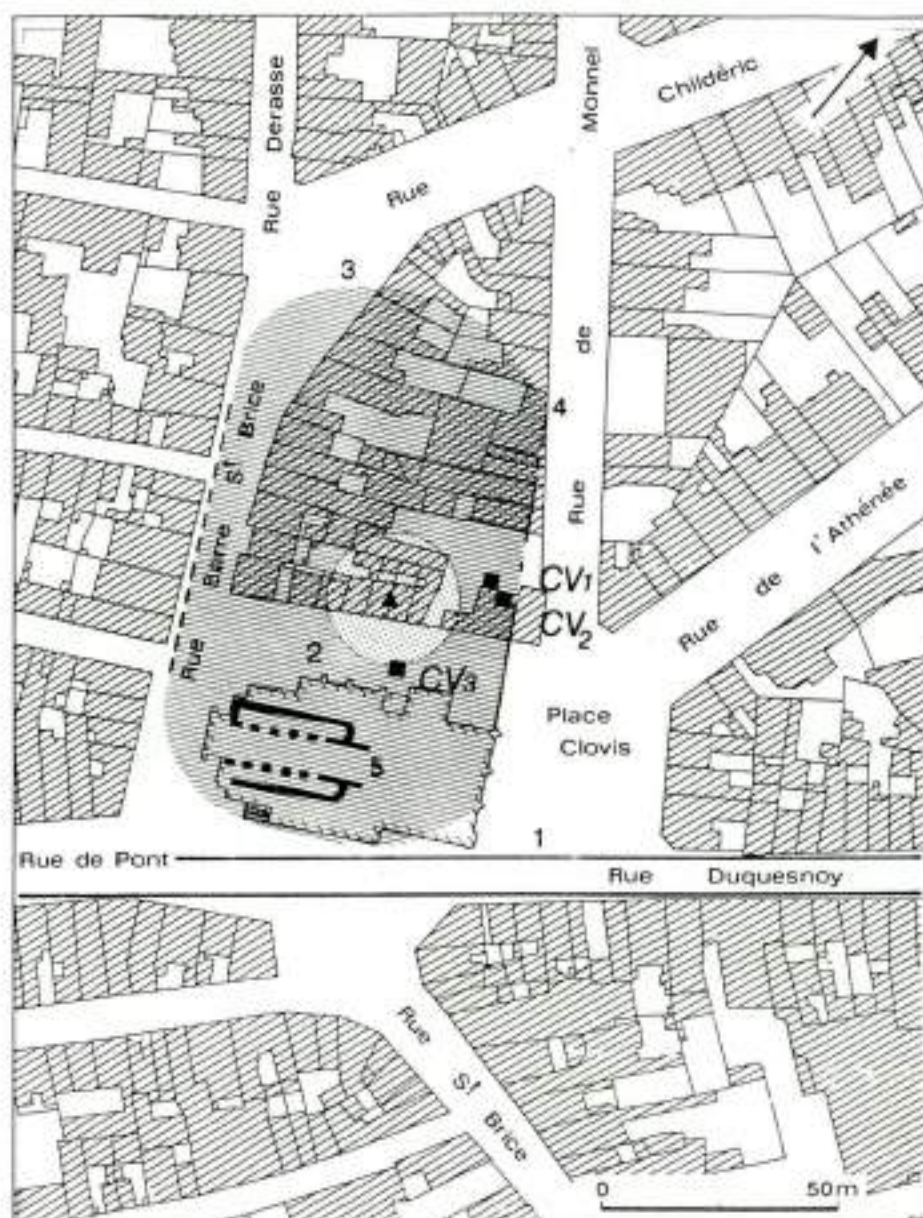 Rue Derasse
Rue Childéric
Rue de Monnel
3
4
Rue Barre St Brice
CV1
CV2
2
CV3
Rue de l'Athénée
Place
Clovis
5
1
Rue de Pont
Rue Duquesnoy
Rue St Brice
0 50m